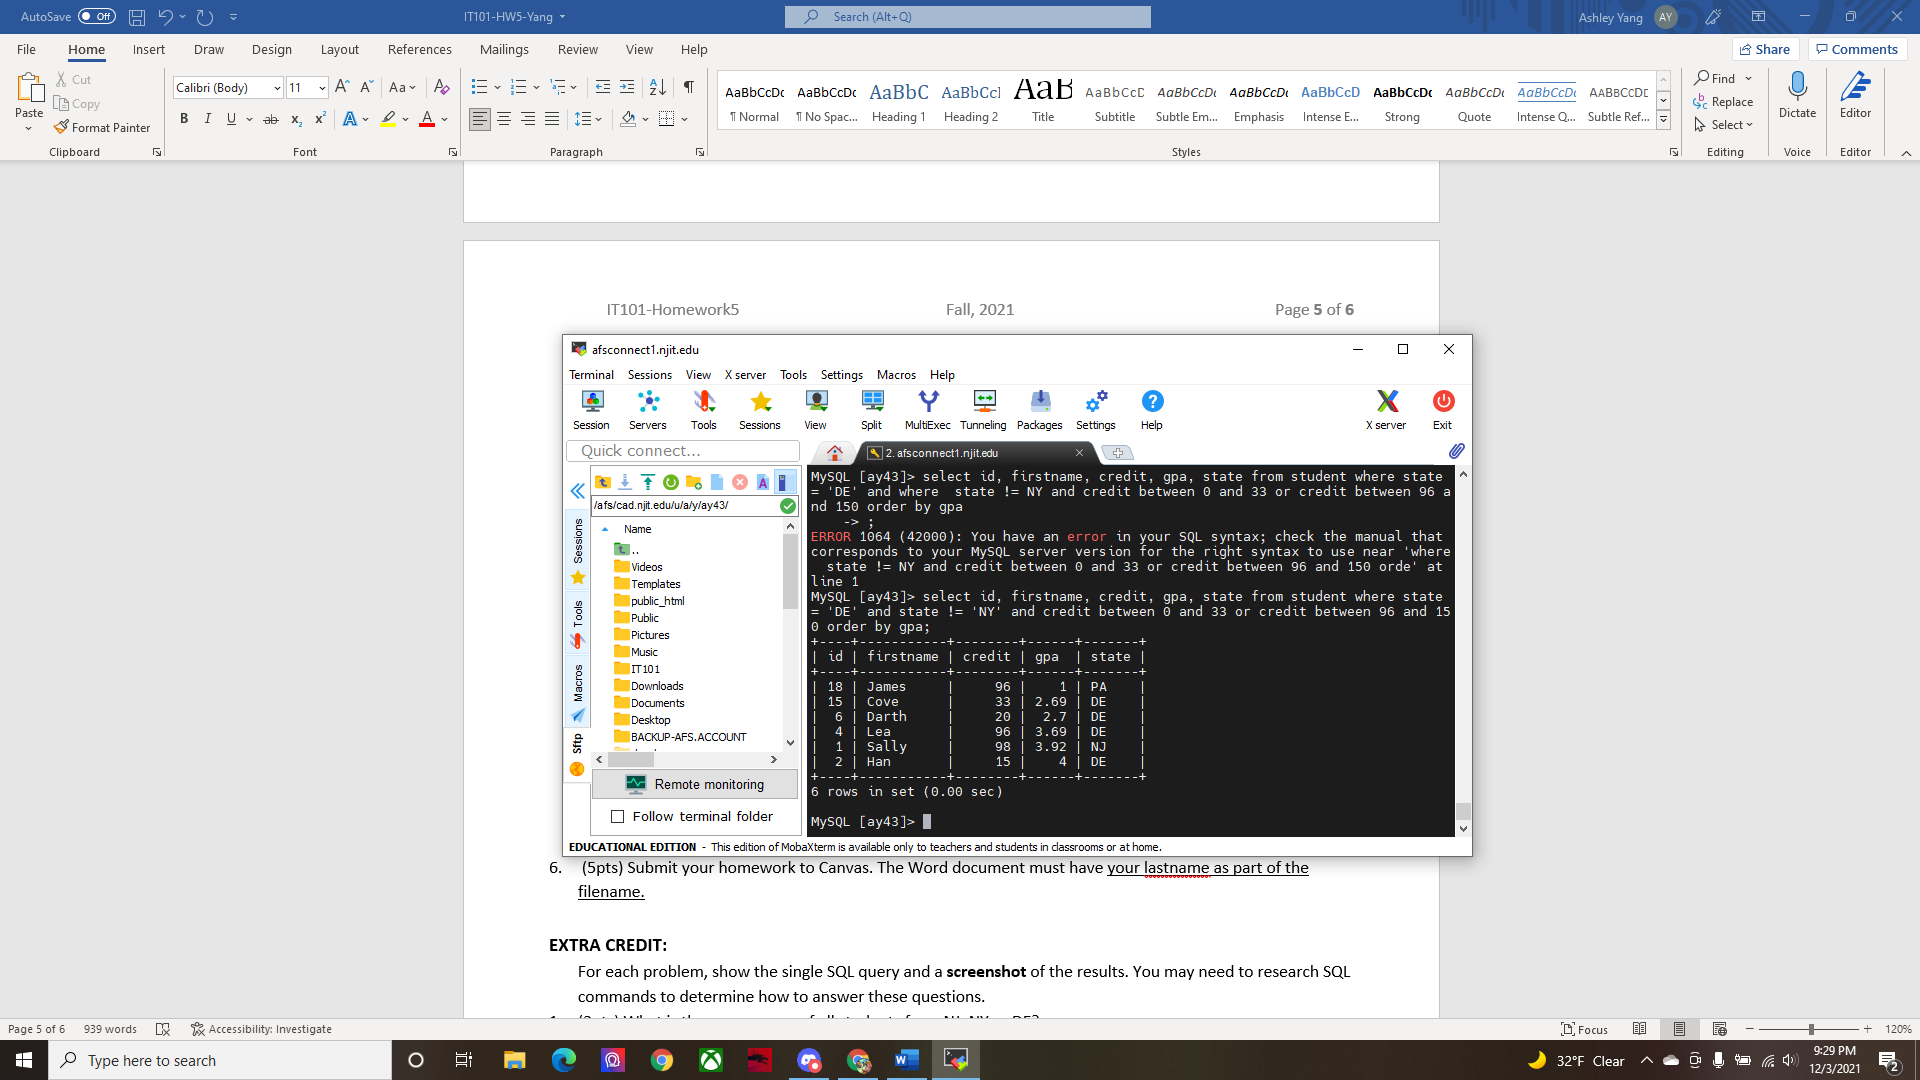 AutoSave Off IT101-HW5-Yang Search (Alt+Q) Ashley Yang AY
File Home Insert Draw Design Layout References Mailings Review View Help Share Comments
Paste Cut Copy Format Painter
Calibri (Body) 11
AaBbCcDc AaBbCcDc AaBbC AaBbCcI AaB AaBbCcD AaBbCcDc AaBbCcDc AaBbCcD AaBbCcDc AaBbCcDc AaBbCcDc AABBCCDE
¶ Normal ¶ No Spac... Heading 1 Heading 2 Title Subtitle Subtle Em... Emphasis Intense E... Strong Quote Intense Q... Subtle Ref...
Find Replace Select Dictate Editor
Clipboard Font Paragraph Styles Editing Voice Editor
IT101-Homework5 Fall, 2021 Page 5 of 6
afsconnect1.njit.edu
Terminal Sessions View X server Tools Settings Macros Help
Session Servers Tools Sessions View Split MultiExec Tunneling Packages Settings Help X server Exit
Quick connect... 2. afsconnect1.njit.edu
Sessions
Tools
Macros
Sftp
/afs/cad.njit.edu/u/a/y/ay43/
Name
..
Videos
Templates
public_html
Public
Pictures
Music
IT101
Downloads
Documents
Desktop
BACKUP-AFS.ACCOUNT
Remote monitoring
Follow terminal folder
MySQL [ay43]> select id, firstname, credit, gpa, state from student where state
= 'DE' and where  state != NY and credit between 0 and 33 or credit between 96 a
nd 150 order by gpa
    -> ;
ERROR 1064 (42000): You have an error in your SQL syntax; check the manual that
corresponds to your MySQL server version for the right syntax to use near 'where
  state != NY and credit between 0 and 33 or credit between 96 and 150 orde' at
line 1
MySQL [ay43]> select id, firstname, credit, gpa, state from student where state
= 'DE' and state != 'NY' and credit between 0 and 33 or credit between 96 and 15
0 order by gpa;
+----+-----------+--------+------+-------+
| id | firstname | credit | gpa  | state |
+----+-----------+--------+------+-------+
| 18 | James     |     96 |    1 | PA    |
| 15 | Cove      |     33 | 2.69 | DE    |
|  6 | Darth     |     20 |  2.7 | DE    |
|  4 | Lea       |     96 | 3.69 | DE    |
|  1 | Sally     |     98 | 3.92 | NJ    |
|  2 | Han       |     15 |    4 | DE    |
+----+-----------+--------+------+-------+
6 rows in set (0.00 sec)
MySQL [ay43]>
EDUCATIONAL EDITION - This edition of MobaXterm is available only to teachers and students in classrooms or at home.
6. (5pts) Submit your homework to Canvas. The Word document must have your lastname as part of the
filename.
EXTRA CREDIT:
For each problem, show the single SQL query and a screenshot of the results. You may need to research SQL
commands to determine how to answer these questions.
Page 5 of 6 939 words Accessibility: Investigate Focus 120%
Type here to search 32°F Clear 9:29 PM
12/3/2021 2